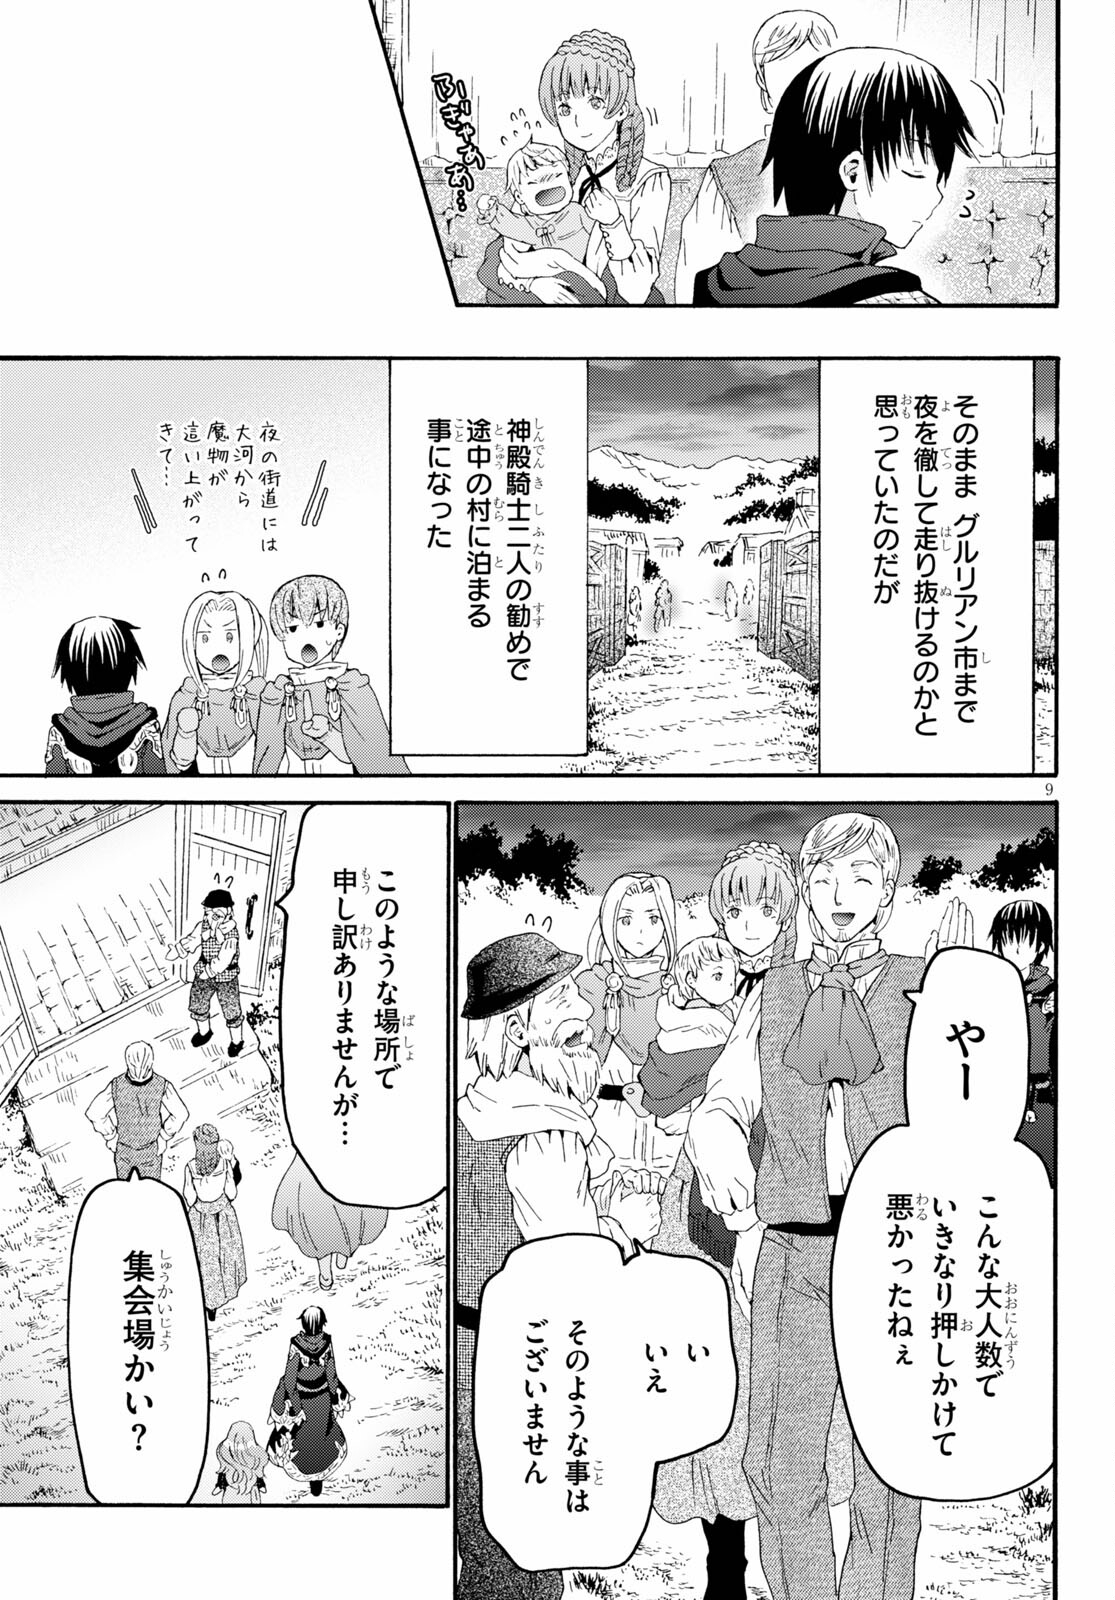 ふぎゃああああ…
そのまま グルリアン市まで
夜を徹して走り抜けるのかと
思っていたのだが
神殿騎士二人の勧めで
途中の村に泊まる
事になった
夜の街道には
大河から
魔物が
這い上がって
きて…
9
やー
こんな大人数で
いきなり押しかけて
悪かったねぇ
い
いえ
そのような事は
ございません
このような場所で
申し訳ありませんが…
集会場かい？